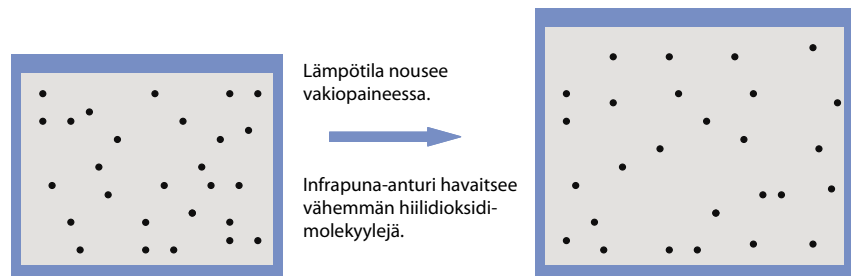 Lämpötila nousee
vakiopaineessa.
Infrapuna-anturi havaitsee
vähemmän hiilidioksidi-
molekyylejä.